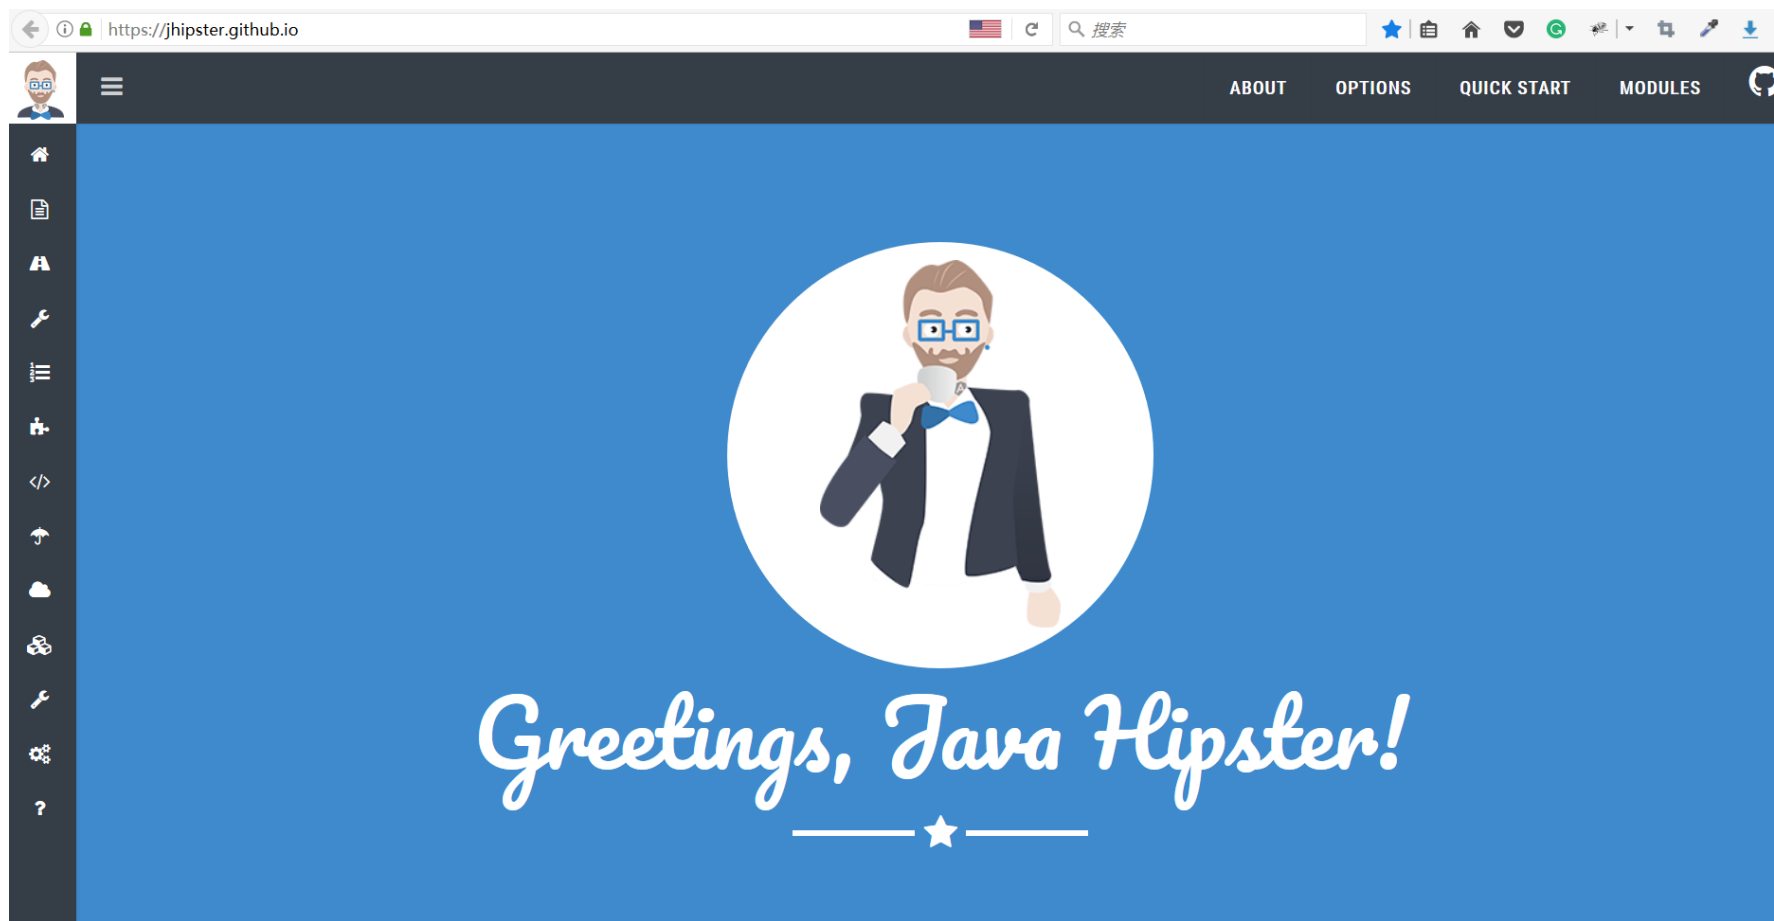 https://jhipster.github.io
搜索
ABOUT OPTIONS QUICK START MODULES
Greetings, Java Hipster!